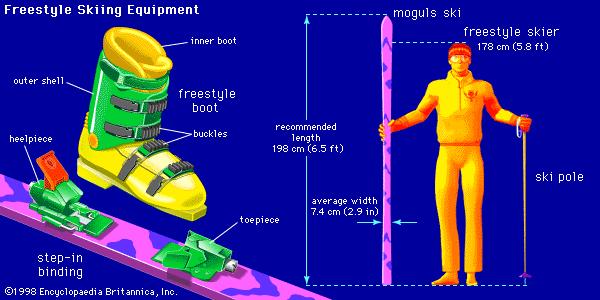 Freestyle Skiing Equipment
inner boot
outer shell
freestyle
boot
buckles
heelpiece
toepiece
step-in
binding
©1998 Encyclopaedia Britannica, Inc.
moguls ski
freestyle skier
178 cm (5.8 ft)
recommended
length
198 cm (6.5 ft)
average width
7.4 cm (2.9 in)
ski pole